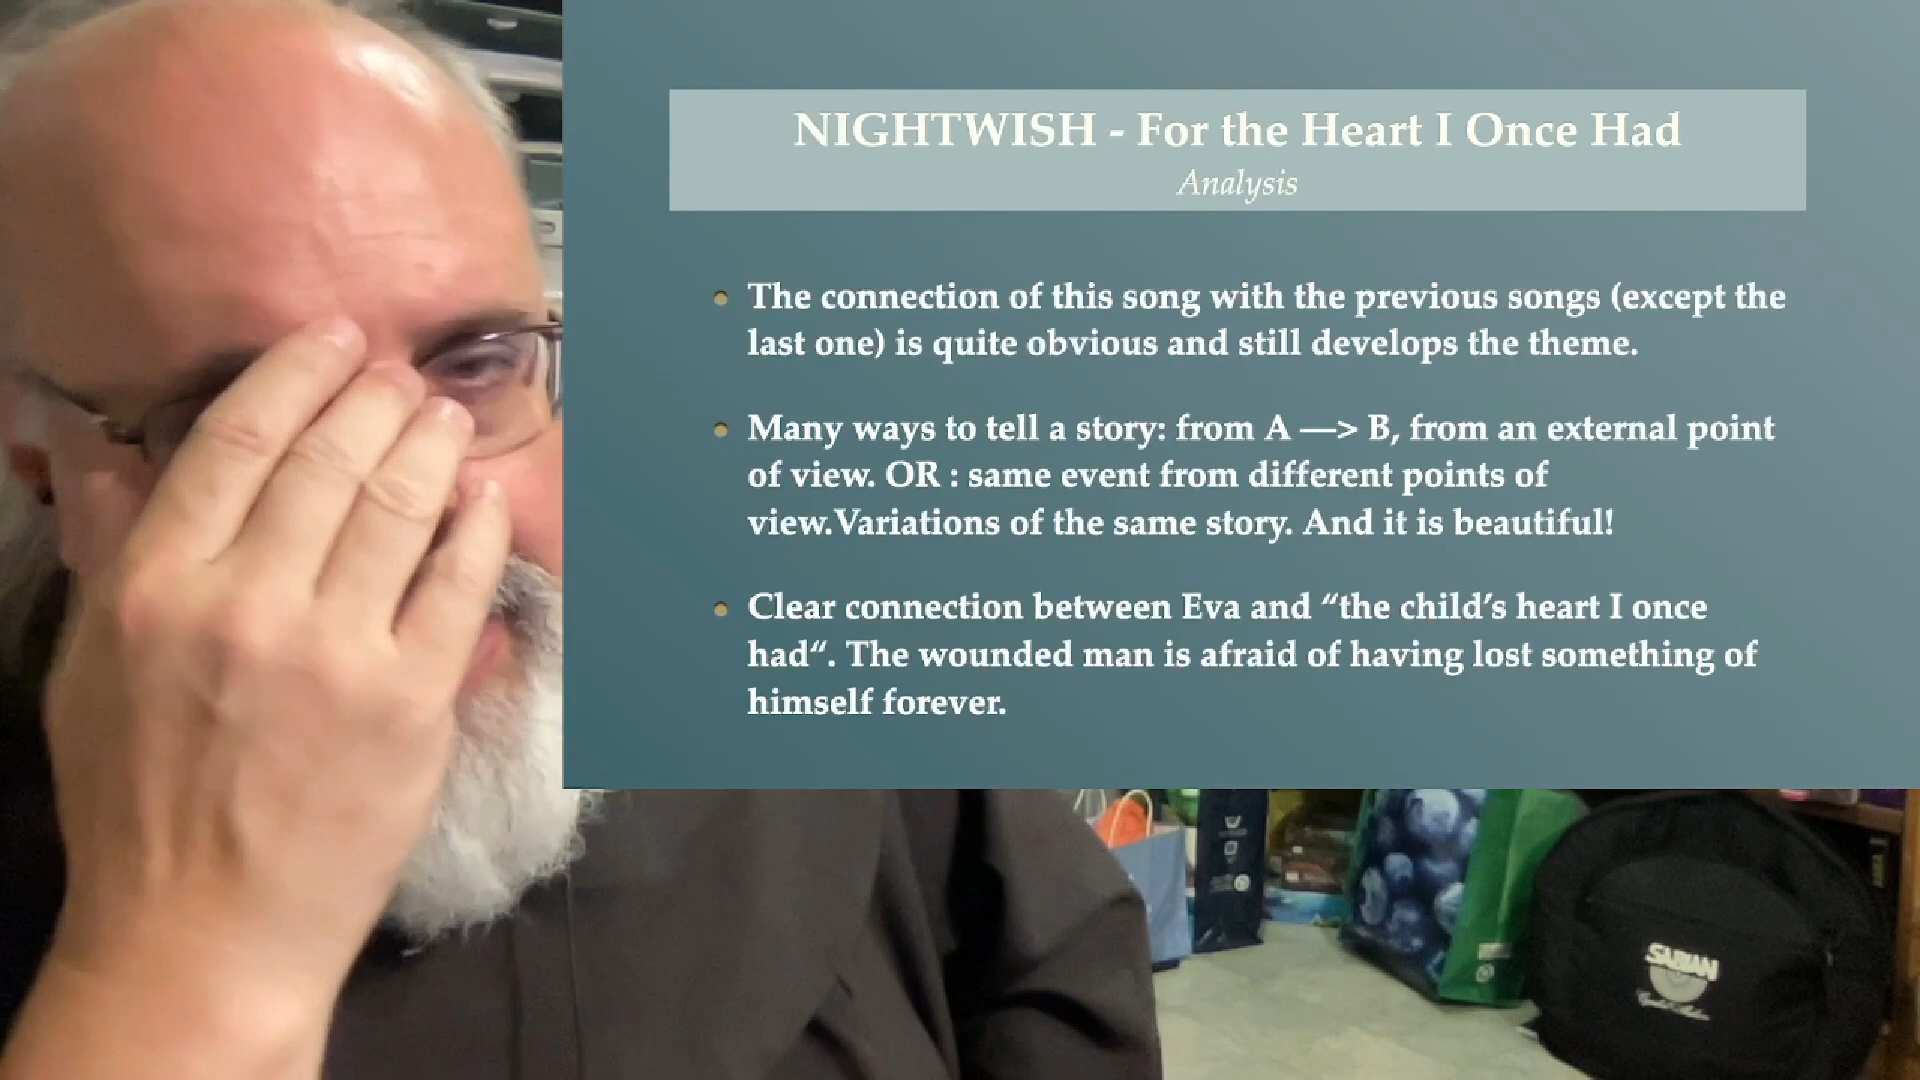 NIGHTWISH - For the Heart I Once Had
Analysis
• The connection of this song with the previous songs (except the
last one) is quite obvious and still develops the theme.
• Many ways to tell a story: from A —> B, from an external point
of view. OR : same event from different points of
view.Variations of the same story. And it is beautiful!
• Clear connection between Eva and “the child’s heart I once
had“. The wounded man is afraid of having lost something of
himself forever.
SABIAN